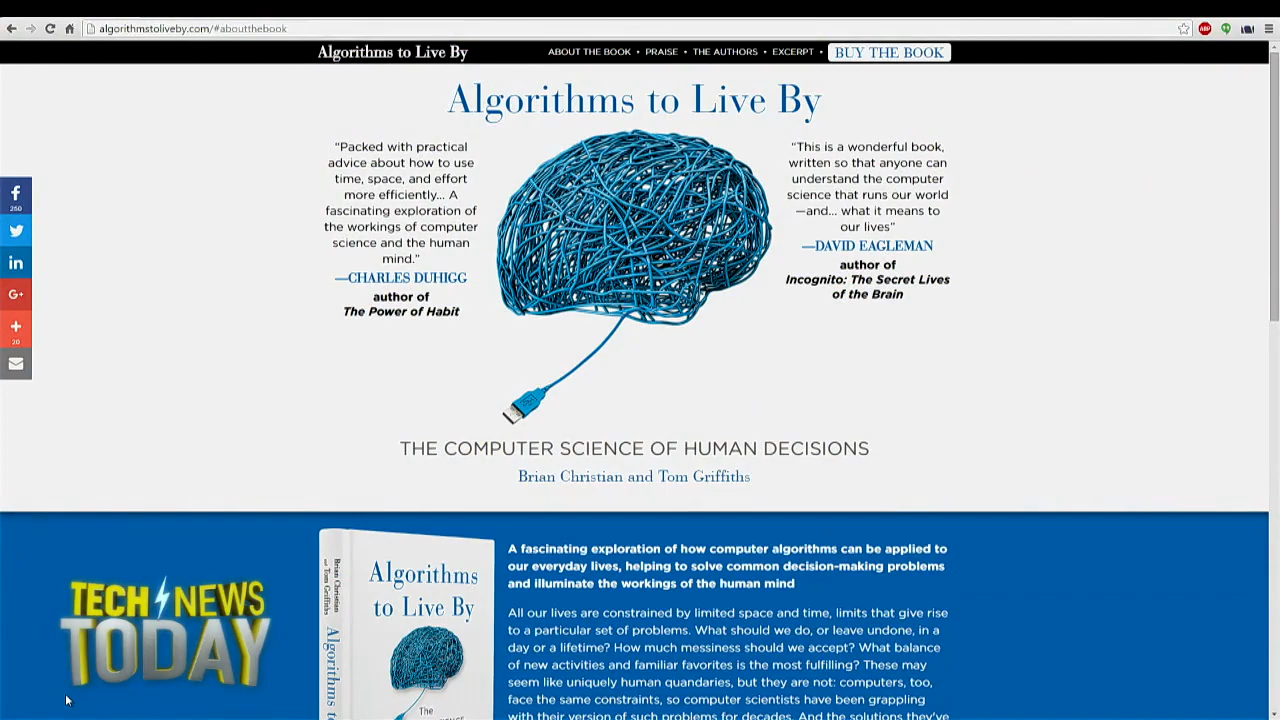 algorithmstoliveby.com/#aboutthebook
ABP
Algorithms to Live By
ABOUT THE BOOK • PRAISE • THE AUTHORS • EXCERPT • BUY THE BOOK
Algorithms to Live By
“Packed with practical
advice about how to use
time, space, and effort
more efficiently... A
fascinating exploration of
the workings of computer
science and the human
mind.”
—CHARLES DUHIGG
author of
The Power of Habit
“This is a wonderful book,
written so that anyone can
understand the computer
science that runs our world
—and... what it means to
our lives”
—DAVID EAGLEMAN
author of
Incognito: The Secret Lives
of the Brain
f
250
in
G+
+
20
THE COMPUTER SCIENCE OF HUMAN DECISIONS
Brian Christian and Tom Griffiths
TECH NEWS
TODAY
Brian Christian
and Tom Griffiths
Algorithms to
Algorithms
to Live By
The
A fascinating exploration of how computer algorithms can be applied to
our everyday lives, helping to solve common decision-making problems
and illuminate the workings of the human mind
All our lives are constrained by limited space and time, limits that give rise
to a particular set of problems. What should we do, or leave undone, in a
day or a lifetime? How much messiness should we accept? What balance
of new activities and familiar favorites is the most fulfilling? These may
seem like uniquely human quandaries, but they are not: computers, too,
face the same constraints, so computer scientists have been grappling
with their version of such problems for decades. And the solutions they've